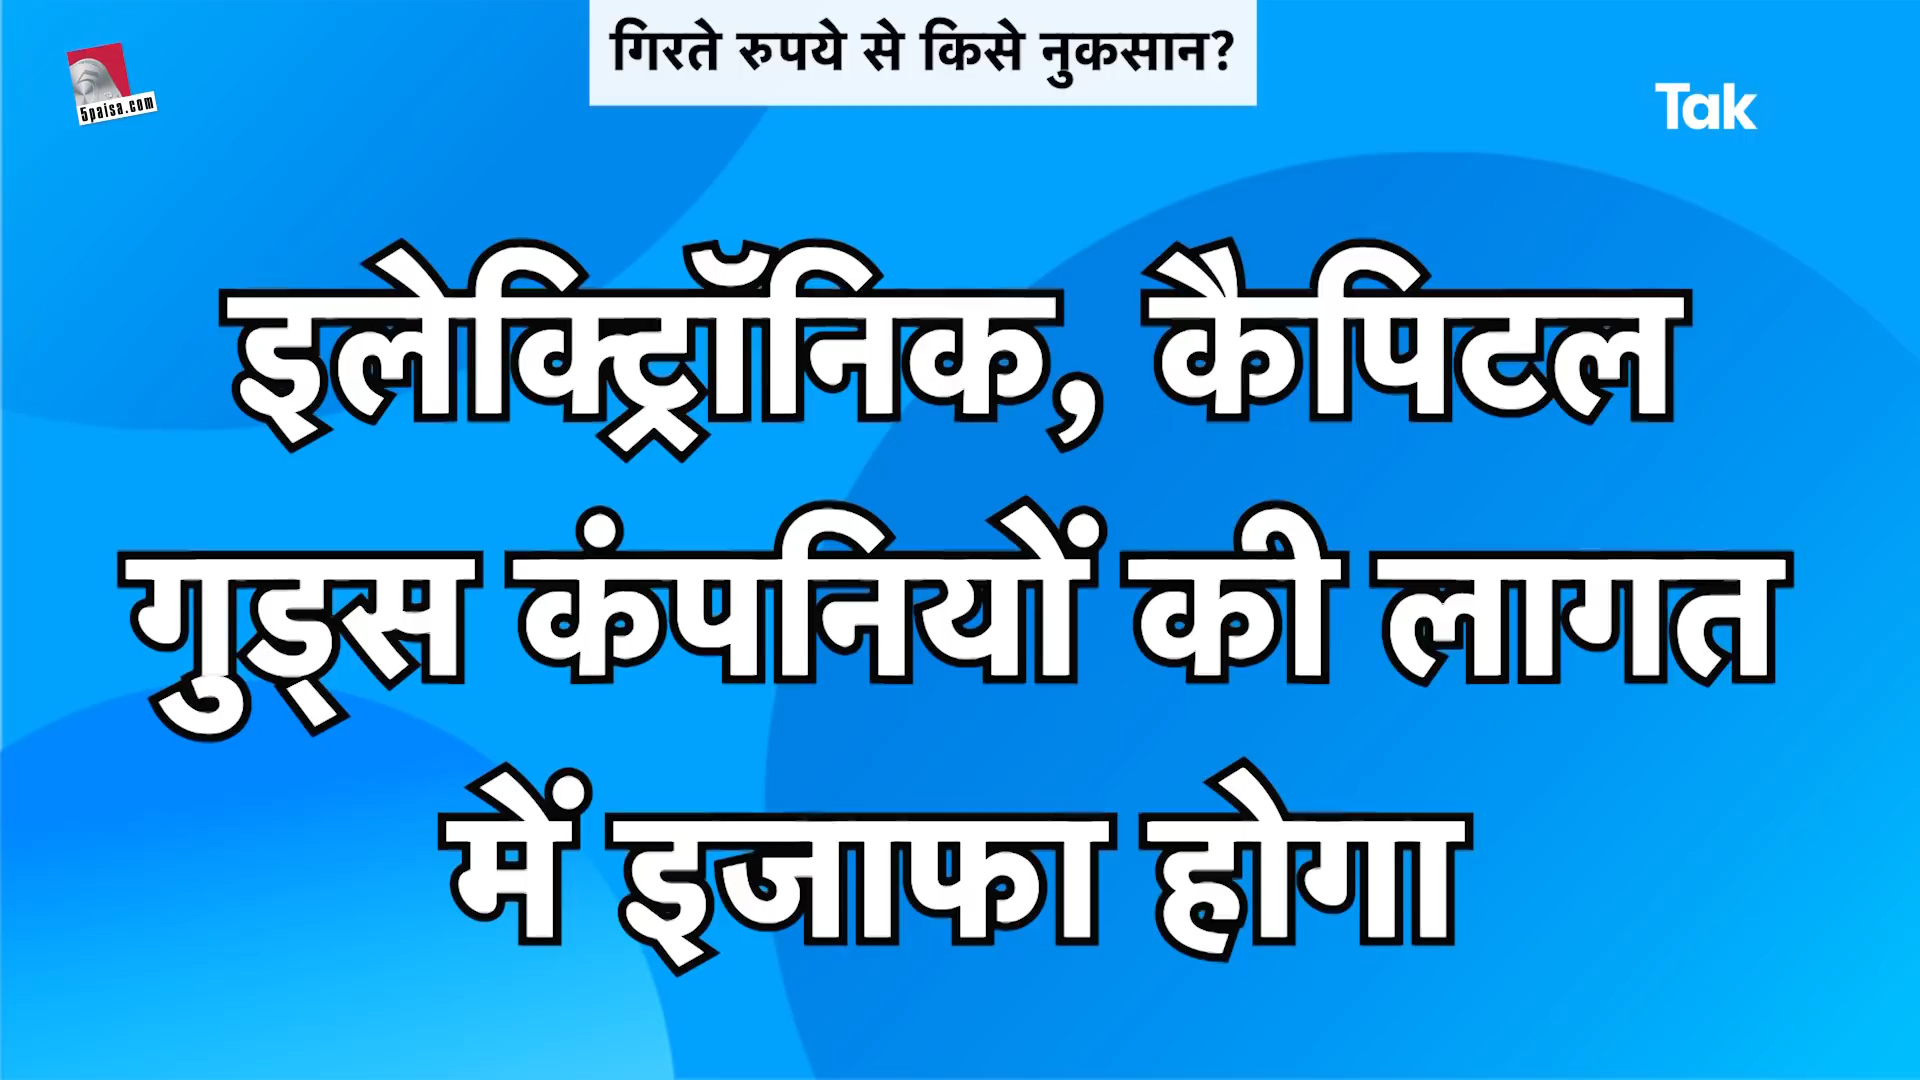 गिरते रुपये से किसे नुकसान?
5paisa.com
Tak
इलेक्ट्रॉनिक, कैपिटल
गुड्स कंपनियों की लागत
में इजाफा होगा